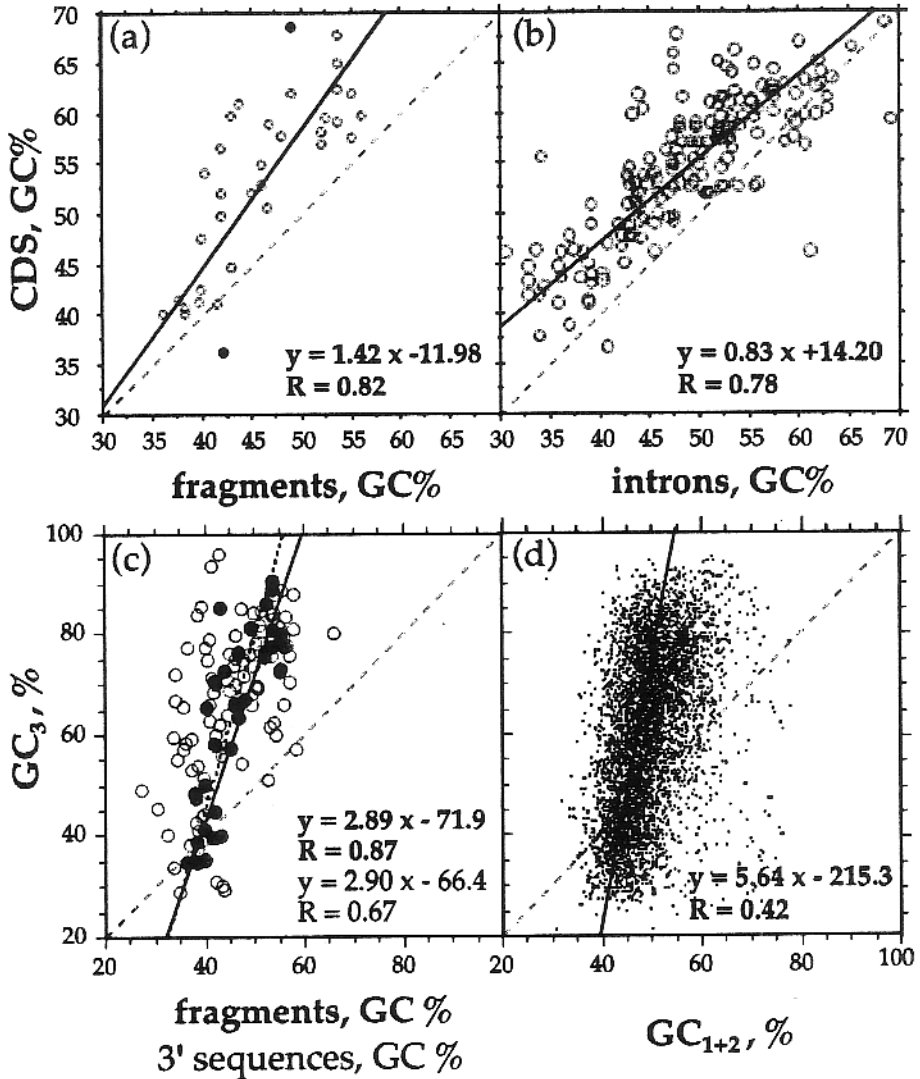 (a)
(b)
CDS, GC%
70
65
60
55
50
45
40
35
30
y = 1.42 x -11.98
R = 0.82
y = 0.83 x +14.20
R = 0.78
30 35 40 45 50 55 60 65
30 35 40 45 50 55 60 65 70
fragments, GC%
introns, GC%
(c)
(d)
GC3, %
100
80
60
40
20
y = 2.89 x - 71.9
R = 0.87
y = 2.90 x - 66.4
R = 0.67
y = 5,64 x - 215.3
R = 0.42
20 40 60 80 20 40 60 80 100
fragments, GC %
3' sequences, GC %
GC1+2, %